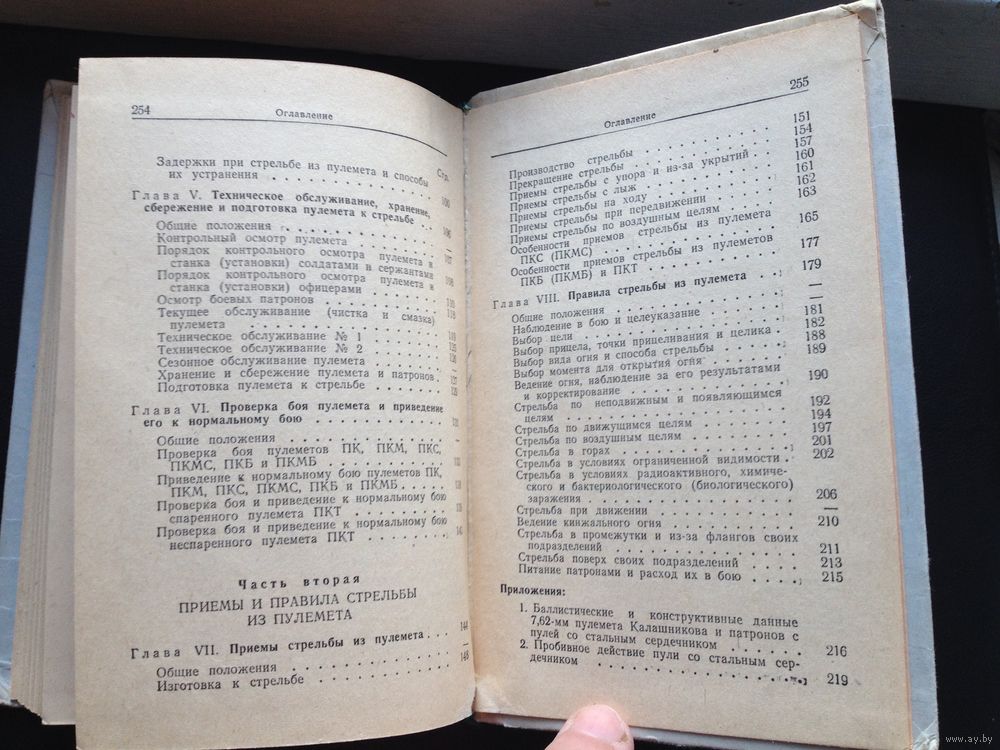 254
Оглавление
Стр.
Задержки при стрельбе из пулемета и способы
их устранения . . . 100
Глава V. Техническое обслуживание, хранение,
сбережение и подготовка пулемета к стрельбе . .
Общие положения . . .
Контрольный осмотр пулемета . . . —
Порядок контрольного осмотра пулемета и
станка (установки) солдатами и сержантами
Порядок контрольного осмотра пулемета и
станка (установки) офицерами . . .
Осмотр боевых патронов . . .
Текущее обслуживание (чистка и смазка)
пулемета . . .
Техническое обслуживание № 1 . . .
Техническое обслуживание № 2 . . .
Сезонное обслуживание пулемета . . .
Хранение и сбережение пулемета и патронов .
Подготовка пулемета к стрельбе . . .
Глава VI. Проверка боя пулемета и приведение
его к нормальному бою . . .
Общие положения . . .
Проверка боя пулеметов ПК, ПКМ, ПКС,
ПКМС, ПКБ и ПКМБ . . .
Приведение к нормальному бою пулеметов ПК,
ПКМ, ПКС, ПКМС, ПКБ и ПКМБ . . .
Проверка боя и приведение к нормальному бою
спаренного пулемета ПКТ . . .
Проверка боя и приведение к нормальному бою
неспаренного пулемета ПКТ . . .
Часть вторая
ПРИЕМЫ И ПРАВИЛА СТРЕЛЬБЫ
ИЗ ПУЛЕМЕТА
Глава VII. Приемы стрельбы из пулемета . . . 144
Общие положения . . . —
Изготовка к стрельбе . . .
255
Оглавление
Производство стрельбы . . . 151
Прекращение стрельбы . . . 154
Приемы стрельбы с упора и из-за укрытий . 157
Приемы стрельбы с лыж . . . 160
Приемы стрельбы на ходу . . . 161
Приемы стрельбы при передвижении . . . 162
Приемы стрельбы по воздушным целям . . . 163
Особенности приемов стрельбы из пулемета
ПКС (ПКМС) . . . 165
Особенности приемов стрельбы из пулеметов
ПКБ (ПКМБ) и ПКТ . . . 177
Глава VIII. Правила стрельбы из пулемета . . 179
Общие положения . . . —
Наблюдение в бою и целеуказание . . . —
Выбор цели . . . 181
Выбор прицела, точки прицеливания и целика . 182
Выбор вида огня и способа стрельбы . . . 188
Выбор момента для открытия огня . . . 189
Ведение огня, наблюдение за его результатами
и корректирование . . . 190
Стрельба по неподвижным и появляющимся
целям . . . 192
Стрельба по движущимся целям . . . 194
Стрельба по воздушным целям . . . 197
Стрельба в горах . . . 201
Стрельба в условиях ограниченной видимости . 202
Стрельба в условиях радиоактивного, химиче-
ского и бактериологического (биологического)
заражения . . . 206
Стрельба при движении . . . —
Ведение кинжального огня . . . 210
Стрельба в промежутки и из-за флангов своих
подразделений . . . 211
Стрельба поверх своих подразделений . . . 213
Питание патронами и расход их в бою . . . 215
Приложения:
1. Баллистические и конструктивные данные
7,62-мм пулемета Калашникова и патронов с
пулей со стальным сердечником . . . 216
2. Пробивное действие пули со стальным сер-
дечником . . . 219
www.ay.by